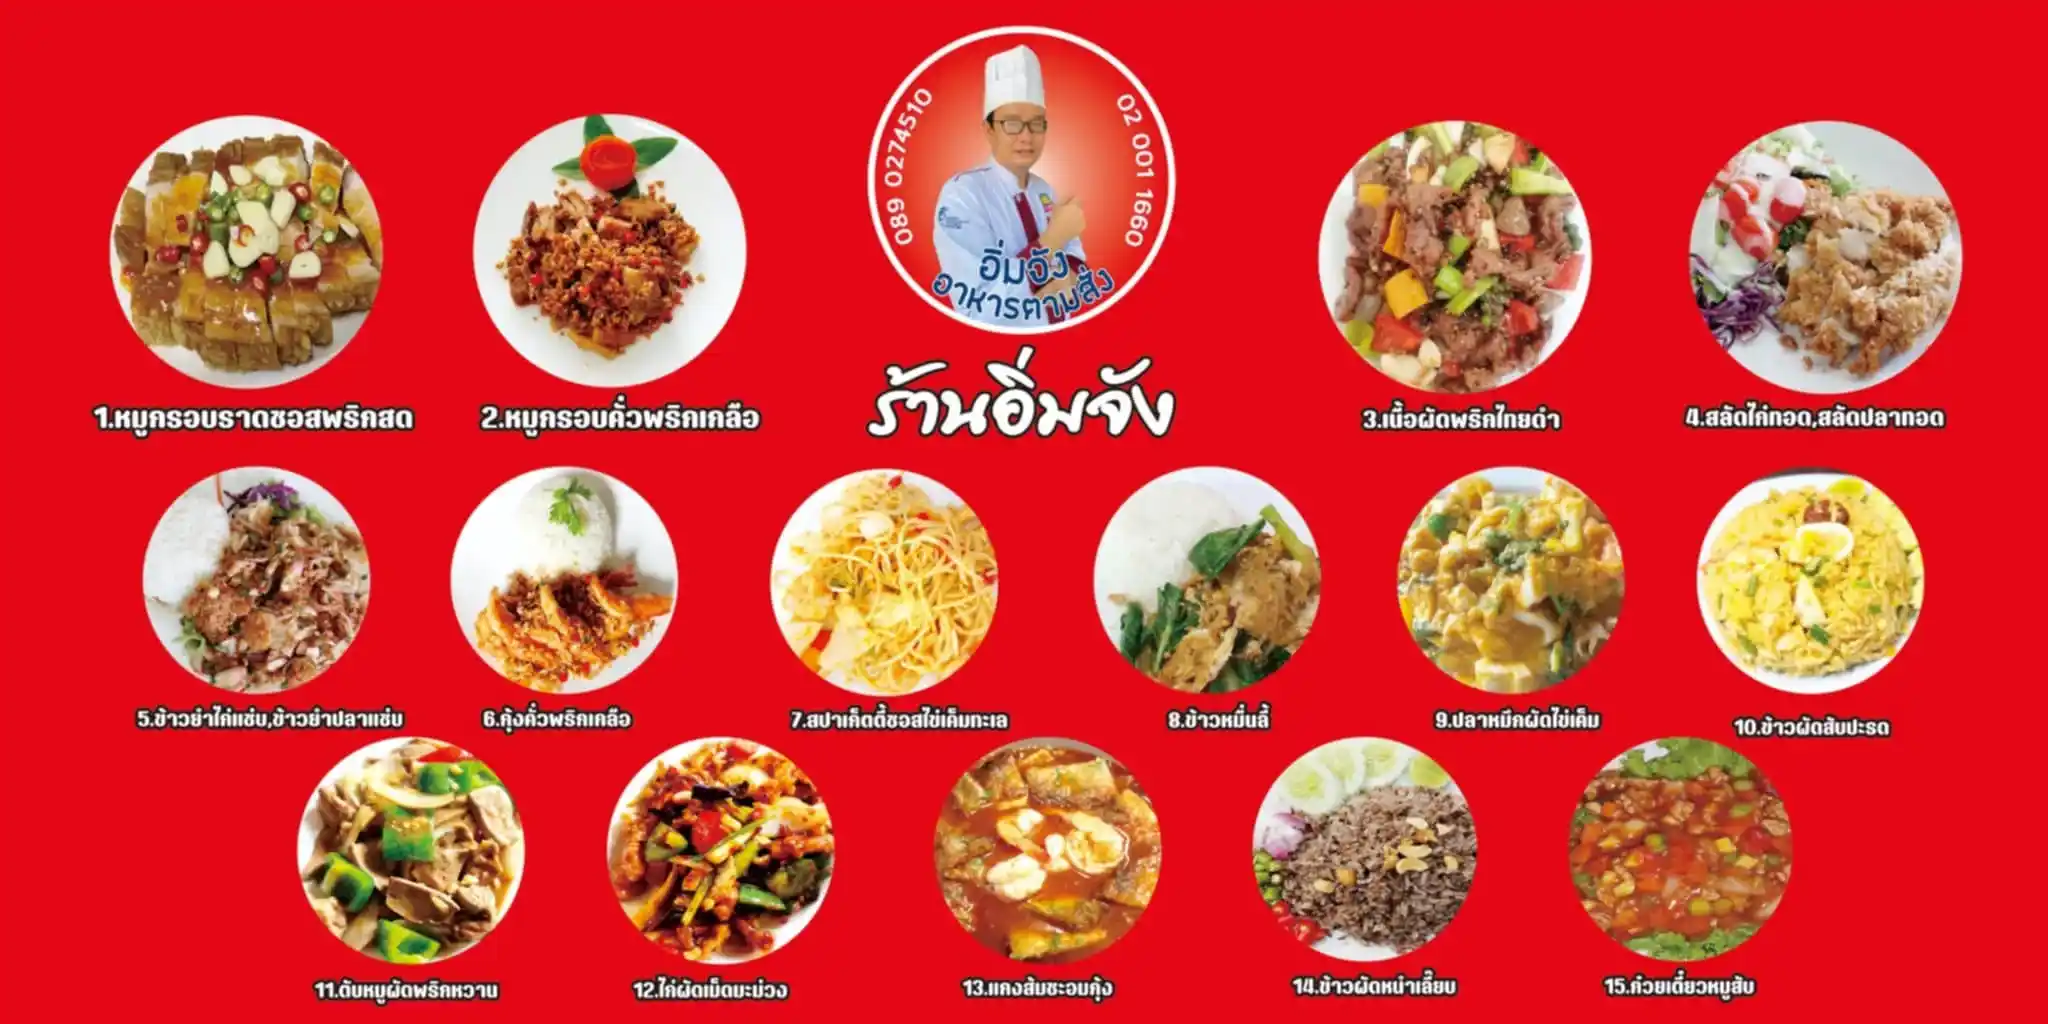 089 0274510
02 001 1660
อิ่มจัง
อาหารตามสั่ง
ร้านอิ่มจัง
1.หมูกรอบราดซอสพริกสด
2.หมูกรอบคั่วพริกเกลือ
3.เนื้อผัดพริกไทยดำ
4.สลัดไก่ทอด,สลัดปลาทอด
5.ข้าวยำไก่แซ่บ,ข้าวยำปลาแซ่บ
6.กุ้งคั่วพริกเกลือ
7.สปาเก็ตตี้ซอสไข่เค็มทะเล
8.ข้าวหมื่นลี้
9.ปลาหมึกผัดไข่เค็ม
10.ข้าวผัดสับปะรด
11.ตับหมูผัดพริกหวาน
12.ไก่ผัดเม็ดมะม่วง
13.แกงส้มชะอมกุ้ง
14.ข้าวผัดหนำเลี๊ยบ
15.ก๋วยเตี๋ยวหมูสับ